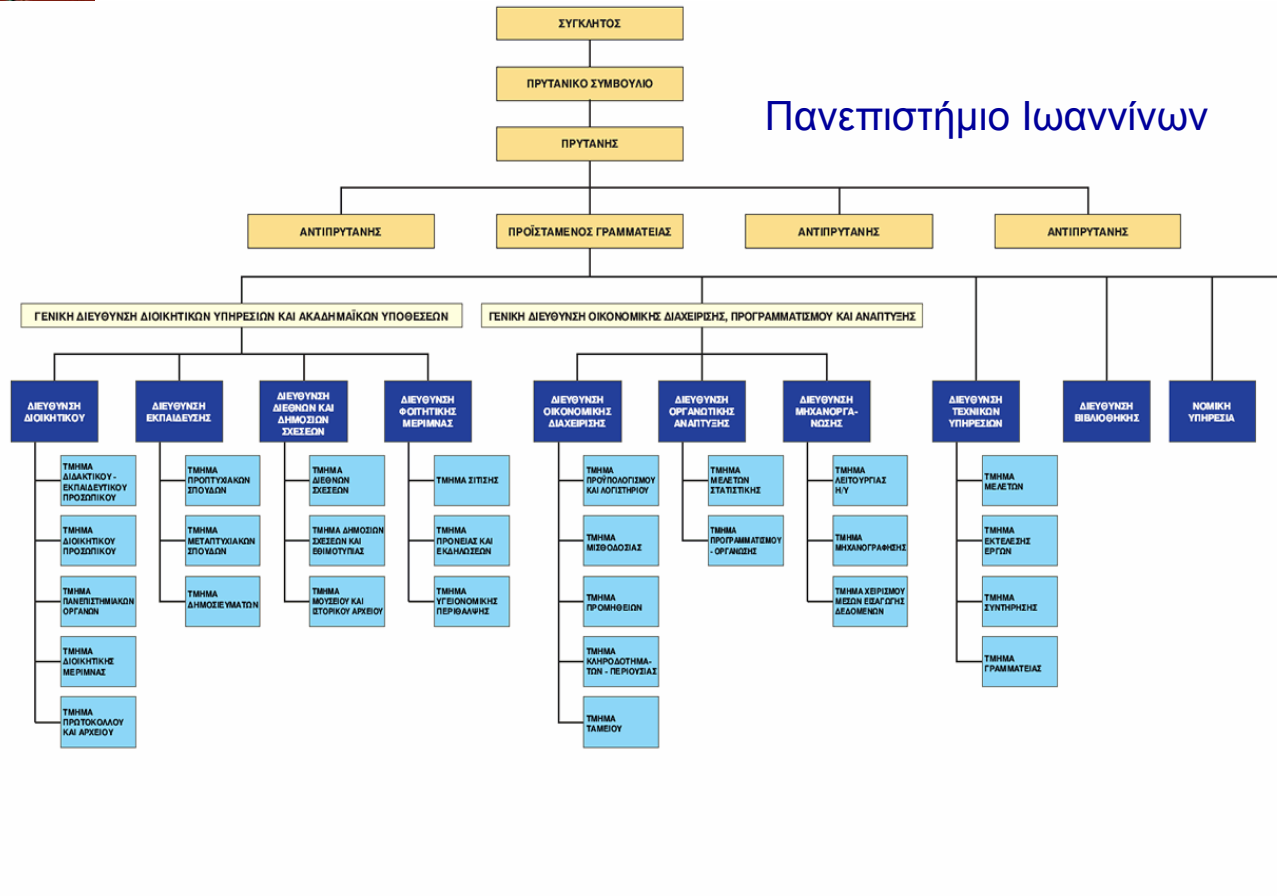 ΣΥΓΚΛΗΤΟΣ
ΠΡΥΤΑΝΙΚΟ ΣΥΜΒΟΥΛΙΟ
Πανεπιστήμιο Ιωαννίνων
ΠΡΥΤΑΝΗΣ
ΑΝΤΙΠΡΥΤΑΝΗΣ
ΠΡΟΪΣΤΑΜΕΝΟΣ ΓΡΑΜΜΑΤΕΙΑΣ
ΑΝΤΙΠΡΥΤΑΝΗΣ
ΑΝΤΙΠΡΥΤΑΝΗΣ
ΓΕΝΙΚΗ ΔΙΕΥΘΥΝΣΗ ΔΙΟΙΚΗΤΙΚΩΝ ΥΠΗΡΕΣΙΩΝ ΚΑΙ ΑΚΑΔΗΜΑΪΚΩΝ ΥΠΟΘΕΣΕΩΝ
ΓΕΝΙΚΗ ΔΙΕΥΘΥΝΣΗ ΟΙΚΟΝΟΜΙΚΗΣ ΔΙΑΧΕΙΡΙΣΗΣ, ΠΡΟΓΡΑΜΜΑΤΙΣΜΟΥ ΚΑΙ ΑΝΑΠΤΥΞΗΣ
ΔΙΕΥΘΥΝΣΗ
ΔΙΟΙΚΗΤΙΚΟΥ
ΤΜΗΜΑ
ΔΙΔΑΚΤΙΚΟΥ -
ΕΚΠΑΙΔΕΥΤΙΚΟΥ
ΠΡΟΣΩΠΙΚΟΥ
ΤΜΗΜΑ
ΔΙΟΙΚΗΤΙΚΟΥ
ΠΡΟΣΩΠΙΚΟΥ
ΤΜΗΜΑ
ΠΑΝΕΠΙΣΤΗΜΙΑΚΩΝ
ΟΡΓΑΝΩΝ
ΤΜΗΜΑ
ΔΙΟΙΚΗΤΙΚΗΣ
ΜΕΡΙΜΝΑΣ
ΤΜΗΜΑ
ΠΡΩΤΟΚΟΛΛΟΥ
ΚΑΙ ΑΡΧΕΙΟΥ
ΔΙΕΥΘΥΝΣΗ
ΕΚΠΑΙΔΕΥΣΗΣ
ΤΜΗΜΑ
ΠΡΟΠΤΥΧΙΑΚΩΝ
ΣΠΟΥΔΩΝ
ΤΜΗΜΑ
ΜΕΤΑΠΤΥΧΙΑΚΩΝ
ΣΠΟΥΔΩΝ
ΤΜΗΜΑ
ΔΗΜΟΣΙΕΥΜΑΤΩΝ
ΔΙΕΥΘΥΝΣΗ
ΔΙΕΘΝΩΝ ΚΑΙ
ΔΗΜΟΣΙΩΝ
ΣΧΕΣΕΩΝ
ΤΜΗΜΑ
ΔΙΕΘΝΩΝ
ΣΧΕΣΕΩΝ
ΤΜΗΜΑ ΔΗΜΟΣΙΩΝ
ΣΧΕΣΕΩΝ ΚΑΙ
ΕΘΙΜΟΤΥΠΙΑΣ
ΤΜΗΜΑ
ΜΟΥΣΕΙΟΥ ΚΑΙ
ΙΣΤΟΡΙΚΟΥ ΑΡΧΕΙΟΥ
ΔΙΕΥΘΥΝΣΗ
ΦΟΙΤΗΤΙΚΗΣ
ΜΕΡΙΜΝΑΣ
ΤΜΗΜΑ ΣΙΤΙΣΗΣ
ΤΜΗΜΑ
ΠΡΟΝΕΙΑΣ ΚΑΙ
ΕΚΔΗΛΩΣΕΩΝ
ΤΜΗΜΑ
ΥΓΕΙΟΝΟΜΙΚΗΣ
ΠΕΡΙΘΑΛΨΗΣ
ΔΙΕΥΘΥΝΣΗ
ΟΙΚΟΝΟΜΙΚΗΣ
ΔΙΑΧΕΙΡΙΣΗΣ
ΤΜΗΜΑ
ΠΡΟΫΠΟΛΟΓΙΣΜΟΥ
ΚΑΙ ΛΟΓΙΣΤΗΡΙΟΥ
ΤΜΗΜΑ
ΜΙΣΘΟΔΟΣΙΑΣ
ΤΜΗΜΑ
ΠΡΟΜΗΘΕΙΩΝ
ΤΜΗΜΑ
ΚΛΗΡΟΔΟΤΗΜΑ-
ΤΩΝ - ΠΕΡΙΟΥΣΙΑΣ
ΤΜΗΜΑ
ΤΑΜΕΙΟΥ
ΔΙΕΥΘΥΝΣΗ
ΟΡΓΑΝΩΤΙΚΗΣ
ΑΝΑΠΤΥΞΗΣ
ΤΜΗΜΑ
ΜΕΛΕΤΩΝ
ΣΤΑΤΙΣΤΙΚΗΣ
ΤΜΗΜΑ
ΠΡΟΓΡΑΜΜΑΤΙΣΜΟΥ
- ΟΡΓΑΝΩΣΗΣ
ΔΙΕΥΘΥΝΣΗ
ΜΗΧΑΝΟΡΓΑ-
ΝΩΣΗΣ
ΤΜΗΜΑ
ΛΕΙΤΟΥΡΓΙΑΣ
Η/Υ
ΤΜΗΜΑ
ΜΗΧΑΝΟΓΡΑΦΗΣΗΣ
ΤΜΗΜΑ ΧΕΙΡΙΣΜΟΥ
ΜΕΣΩΝ ΕΙΣΑΓΩΓΗΣ
ΔΕΔΟΜΕΝΩΝ
ΔΙΕΥΘΥΝΣΗ
ΤΕΧΝΙΚΩΝ
ΥΠΗΡΕΣΙΩΝ
ΤΜΗΜΑ
ΜΕΛΕΤΩΝ
ΤΜΗΜΑ
ΕΚΤΕΛΕΣΗΣ
ΕΡΓΩΝ
ΤΜΗΜΑ
ΣΥΝΤΗΡΗΣΗΣ
ΤΜΗΜΑ
ΓΡΑΜΜΑΤΕΙΑΣ
ΔΙΕΥΘΥΝΣΗ
ΒΙΒΛΙΟΘΗΚΗΣ
ΝΟΜΙΚΗ
ΥΠΗΡΕΣΙΑ